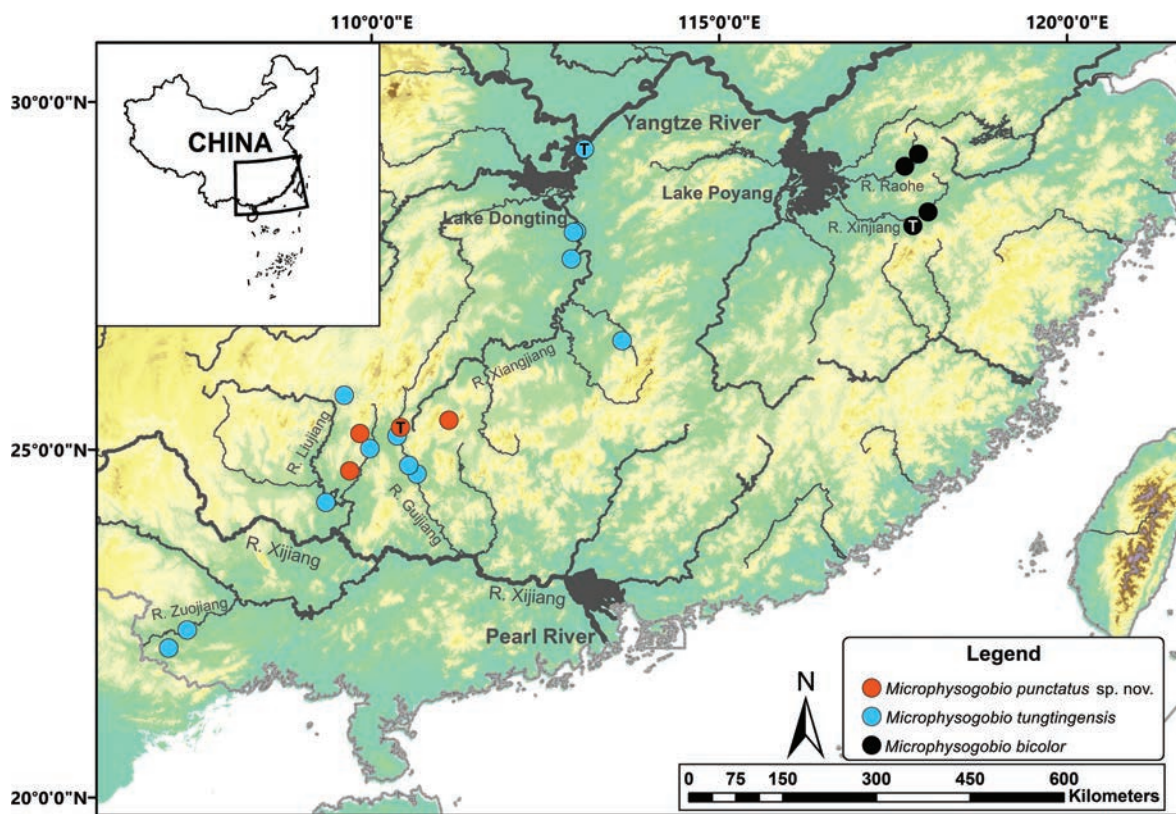 110°0'0"E
115°0'0"E
120°0'0"E
30°0'0"N
25°0'0"N
20°0'0"N
CHINA
Yangtze River
T
Lake Poyang
R. Raohe
Lake Dongting
R. Xinjiang
T
R. Xiangjiang
T
R. Liujiang
R. Guijiang
R. Xijiang
R. Zuojiang
R. Xijiang
Pearl River
N
Legend
Microphysogobio punctatus sp. nov.
Microphysogobio tungtingensis
Microphysogobio bicolor
0 75 150 300 450 600
Kilometers